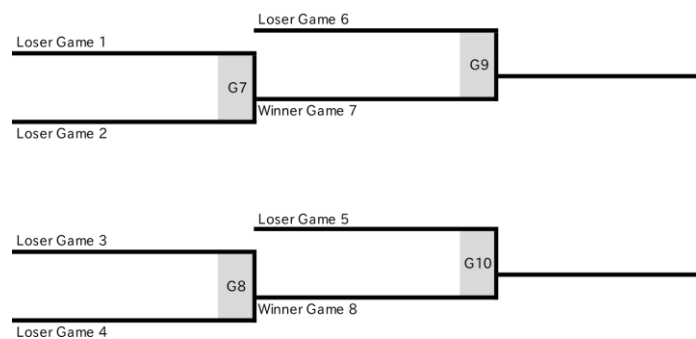 Loser Game 6
Loser Game 1
G9
G7
Winner Game 7
Loser Game 2
Loser Game 5
Loser Game 3
G10
G8
Winner Game 8
Loser Game 4